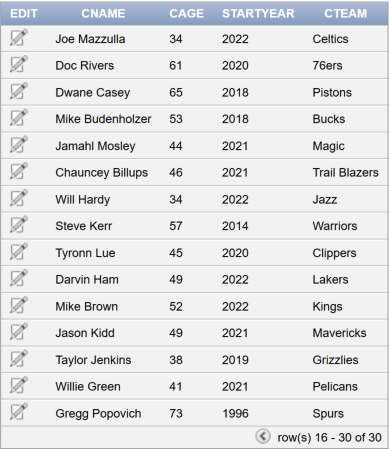 EDIT CNAME CAGE STARTYEAR CTEAM
Joe Mazzulla 34 2022 Celtics
Doc Rivers 61 2020 76ers
Dwane Casey 65 2018 Pistons
Mike Budenholzer 53 2018 Bucks
Jamahl Mosley 44 2021 Magic
Chauncey Billups 46 2021 Trail Blazers
Will Hardy 34 2022 Jazz
Steve Kerr 57 2014 Warriors
Tyronn Lue 45 2020 Clippers
Darvin Ham 49 2022 Lakers
Mike Brown 52 2022 Kings
Jason Kidd 49 2021 Mavericks
Taylor Jenkins 38 2019 Grizzlies
Willie Green 41 2021 Pelicans
Gregg Popovich 73 1996 Spurs
row(s) 16 - 30 of 30